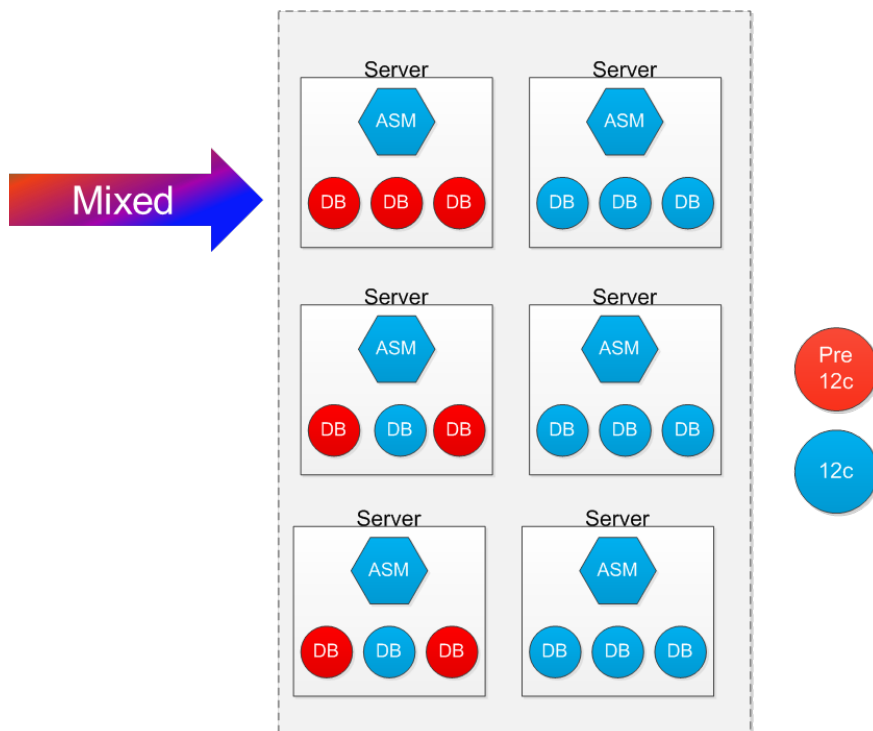 Server Server
ASM ASM
Mixed
DB DB DB DB DB DB
Server Server
ASM ASM
Pre
12c
DB DB DB DB DB DB
12c
Server Server
ASM ASM
DB DB DB DB DB DB